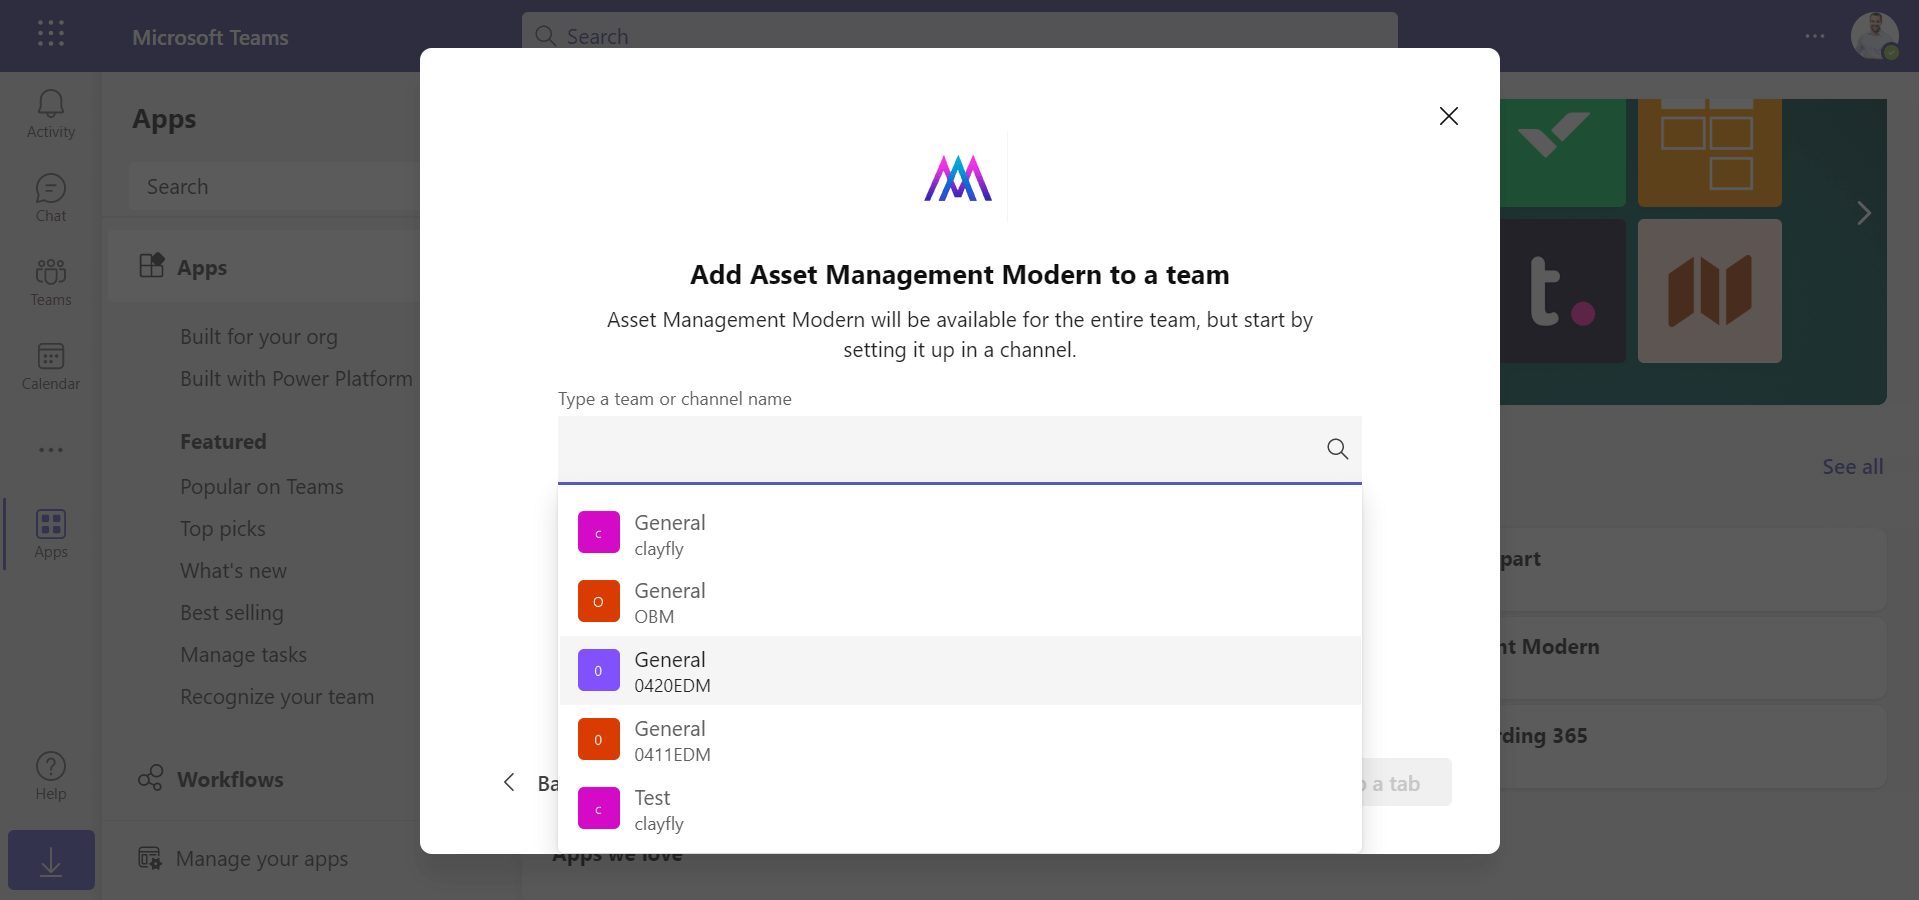 Microsoft Teams
Search
Activity
Chat
Teams
Calendar
Apps
Help
Apps
Search
Apps
Built for your org
Built with Power Platform
Featured
Popular on Teams
Top picks
What's new
Best selling
Manage tasks
Recognize your team
Workflows
Manage your apps
Add Asset Management Modern to a team
Asset Management Modern will be available for the entire team, but start by
setting it up in a channel.
Type a team or channel name
c
General
clayfly
O
General
OBM
0
General
0420EDM
0
General
0411EDM
c
Test
clayfly
a tab
Apps we love
t.
See all
part
Modern
365